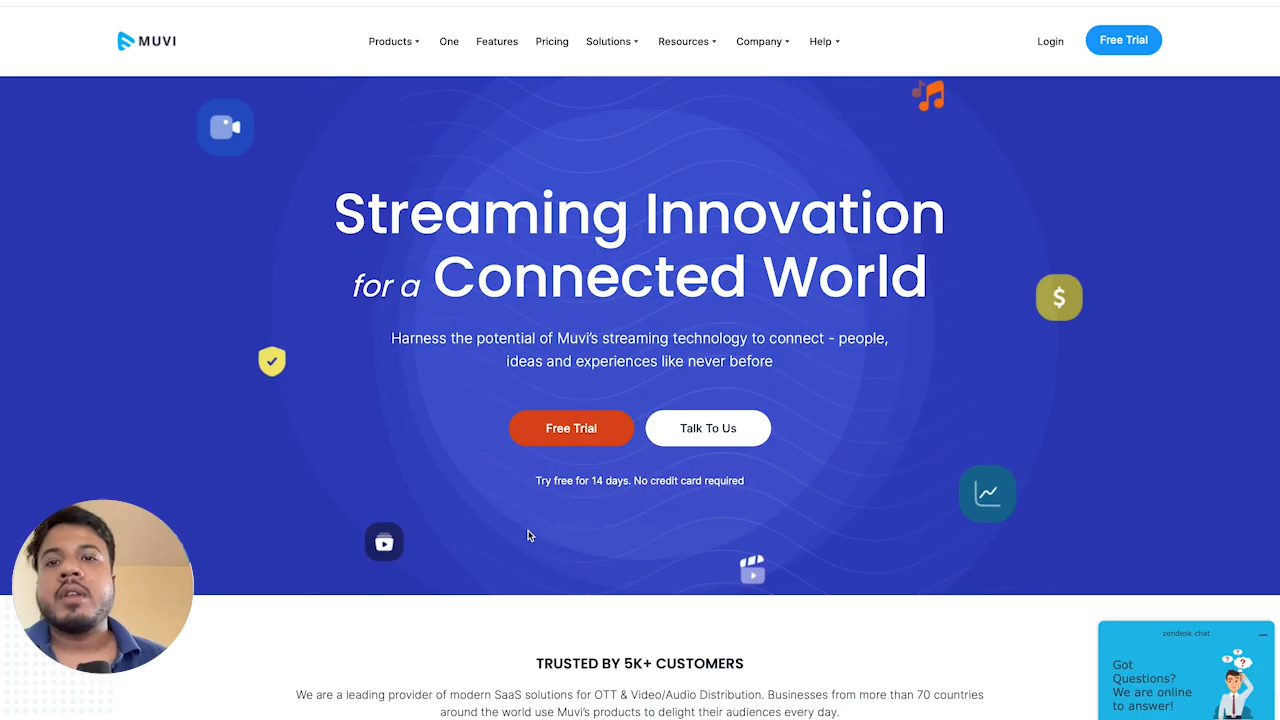 MUVI
Products One Features Pricing Solutions Resources Company Help
Login Free Trial
Streaming Innovation
for a Connected World
Harness the potential of Muvi's streaming technology to connect - people,
ideas and experiences like never before
$
Free Trial Talk To Us
Try free for 14 days. No credit card required
TRUSTED BY 5K+ CUSTOMERS
We are a leading provider of modern SaaS solutions for OTT & Video/Audio Distribution. Businesses from more than 70 countries
around the world use Muvi's products to delight their audiences every day.
zendesk chat
Got
Questions?
We are online
to answer!
? ? ?